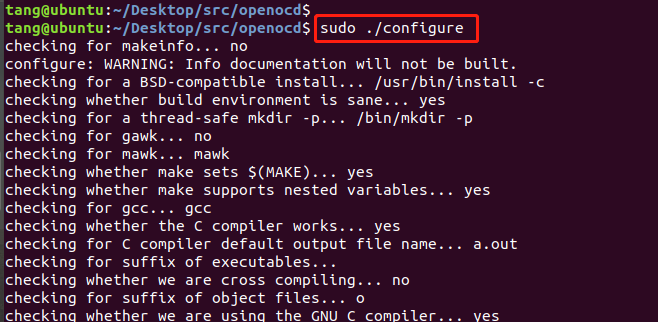 tang@ubuntu:~/Desktop/src/openocd$
tang@ubuntu:~/Desktop/src/openocd$ sudo ./configure
checking for makeinfo... no
configure: WARNING: Info documentation will not be built.
checking for a BSD-compatible install... /usr/bin/install -c
checking whether build environment is sane... yes
checking for a thread-safe mkdir -p... /bin/mkdir -p
checking for gawk... no
checking for mawk... mawk
checking whether make sets $(MAKE)... yes
checking whether make supports nested variables... yes
checking for gcc... gcc
checking whether the C compiler works... yes
checking for C compiler default output file name... a.out
checking for suffix of executables...
checking whether we are cross compiling... no
checking for suffix of object files... o
checking whether we are using the GNU C compiler... yes